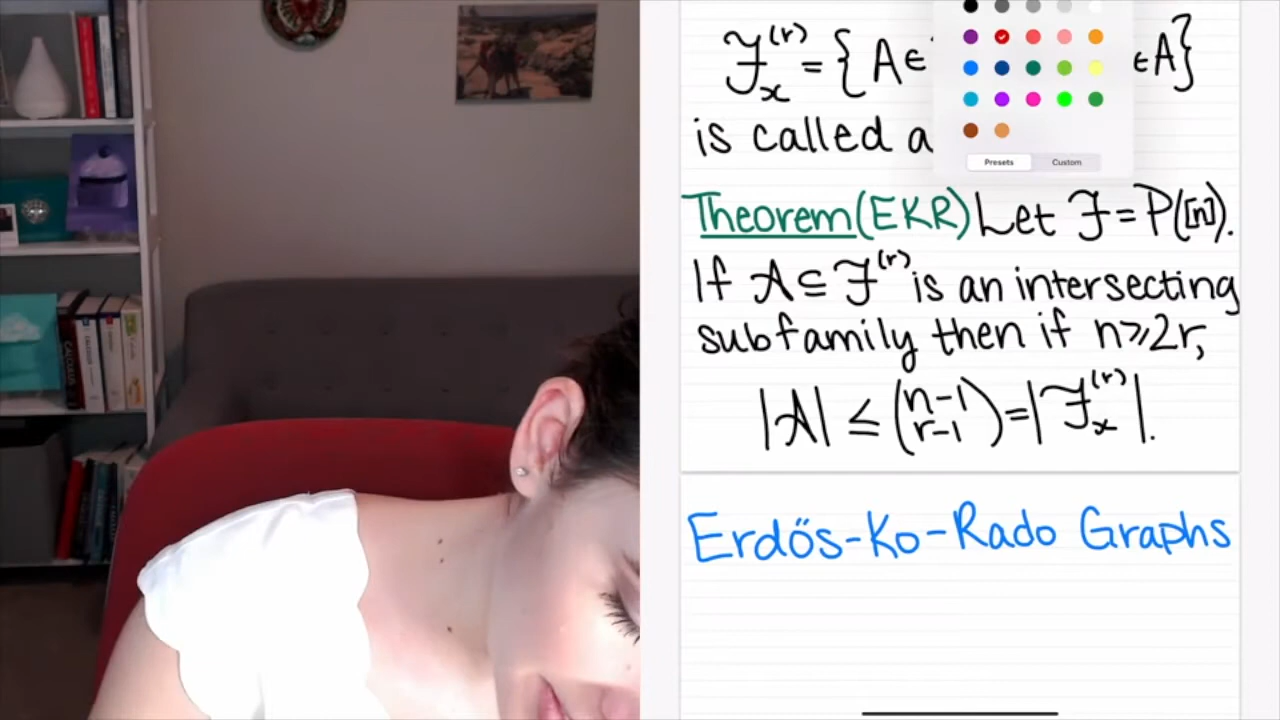 ℱₓ⁽ʳ⁾ = { A ∈ ∈ A }
Presets Custom
is called a
Theorem (EKR) Let ℱ = P([n]).
If 𝒜 ⊆ ℱ⁽ʳ⁾ is an intersecting
subfamily then if n ⩾ 2r,
|𝒜| ≤ (n-1 r-1) = |ℱₓ⁽ʳ⁾|.
Erdős-Ko-Rado Graphs
CALCULUS